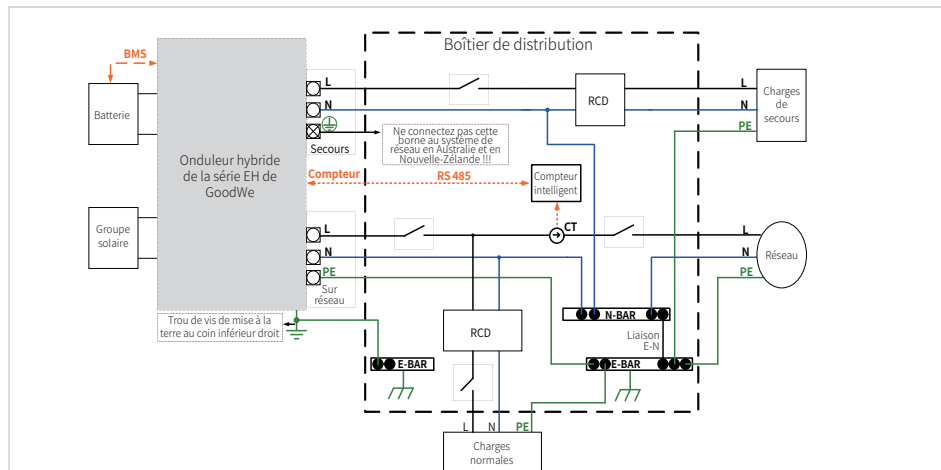 Boîtier de distribution
BMS
Batterie
Onduleur hybride
de la série EH de
GoodWe
L
N
Secours
RCD
L
N
PE
Charges
de
secours
Ne connectez pas cette
borne au système de
réseau en Australie et en
Nouvelle-Zélande !!!
Compteur
RS 485
Compteur
intelligent
Groupe
solaire
L
N
PE
Sur
réseau
CT
L
N
PE
Réseau
Trou de vis de mise à la
terre au coin inférieur droit
RCD
N-BAR
Liaison
E-N
E-BAR
E-BAR
L
N
PE
Charges
normales